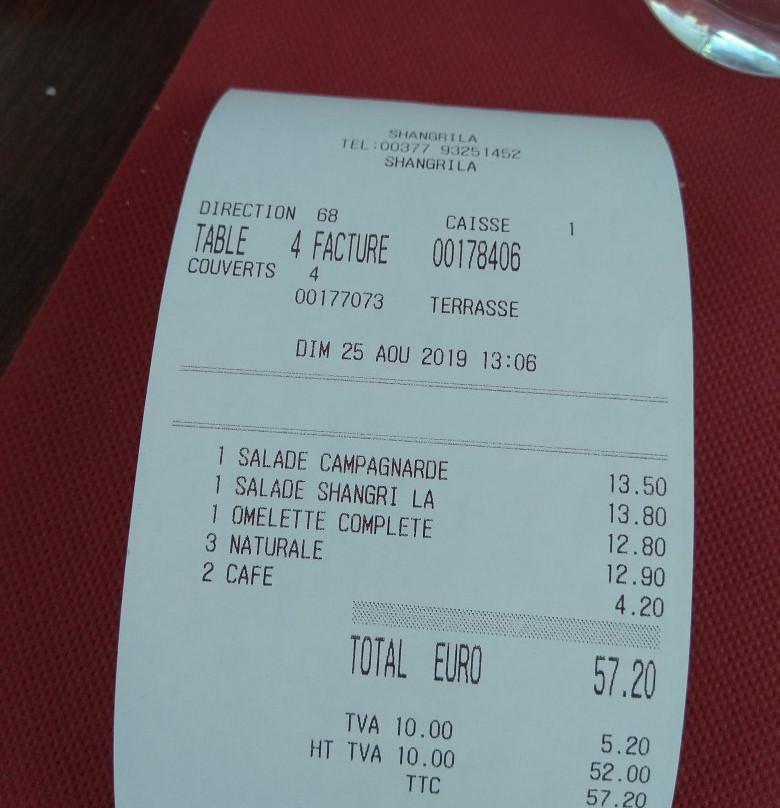 SHANGRILA
TEL:00377 93251452
SHANGRILA
DIRECTION 68 CAISSE 1
TABLE 4 FACTURE 00178406
COUVERTS 4
00177073 TERRASSE
DIM 25 AOU 2019 13:06
1 SALADE CAMPAGNARDE 13.50
1 SALADE SHANGRI LA 13.80
1 OMELETTE COMPLETE 12.80
3 NATURALE 12.90
2 CAFE 4.20
TOTAL EURO 57.20
TVA 10.00 5.20
HT TVA 10.00 52.00
TTC 57.20